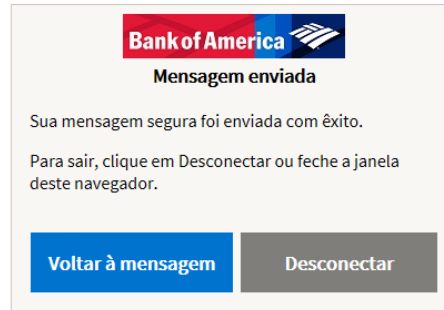 Bank of America
Mensagem enviada
Sua mensagem segura foi enviada com êxito.
Para sair, clique em Desconectar ou feche a janela
deste navegador.
Voltar à mensagem
Desconectar